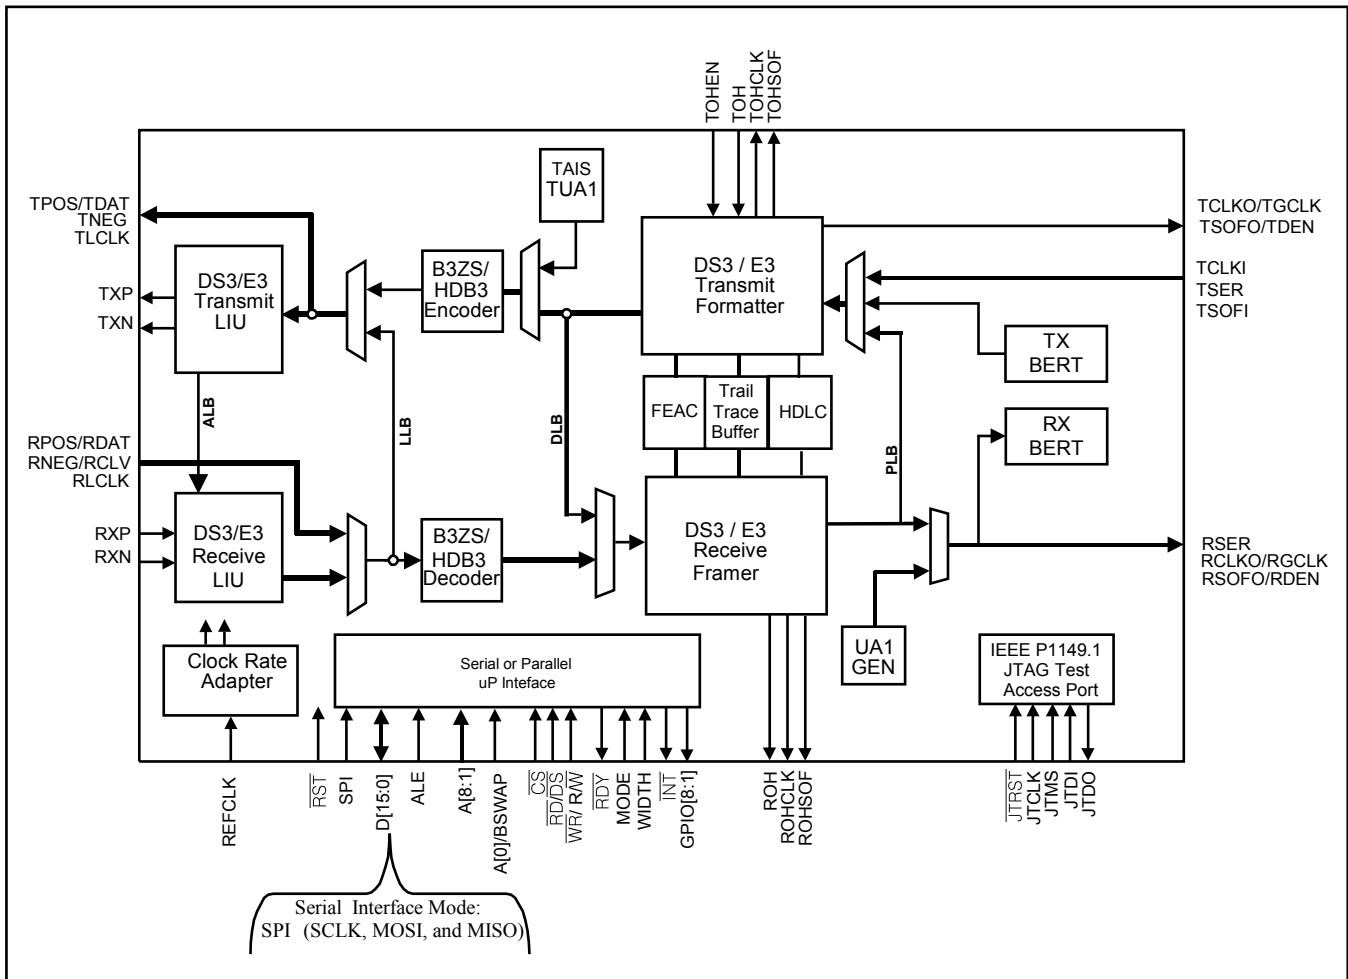 TOHEN
TOH
TOHCLK
TOHSOF
TAIS
TUA1
TPOS/TDAT
TNEG
TLCLK
TCLKO/TGCLK
TSOFO/TDEN
DS3/E3
Transmit
LIU
B3ZS/
HDB3
Encoder
DS3 / E3
Transmit
Formatter
TCLKI
TSER
TSOFI
TXP
TXN
TX
BERT
FEAC
Trail
Trace
Buffer
HDLC
ALB
LLB
DLB
PLB
RX
BERT
RPOS/RDAT
RNEG/RCLV
RLCLK
RXP
RXN
DS3/E3
Receive
LIU
B3ZS/
HDB3
Decoder
DS3 / E3
Receive
Framer
RSER
RCLKO/RGCLK
RSOFO/RDEN
Clock Rate
Adapter
Serial or Parallel
uP Inteface
UA1
GEN
IEEE P1149.1
JTAG Test
Access Port
REFCLK
RST
SPI
D[15:0]
ALE
A[8:1]
A[0]/BSWAP
CS
RD/DS
WR/ R/W
RDY
MODE
WIDTH
INT
GPIO[8:1]
ROH
ROHCLK
ROHSOF
JTRST
JTCLK
JTMS
JTDI
JTDO
Serial Interface Mode:
SPI (SCLK, MOSI, and MISO)